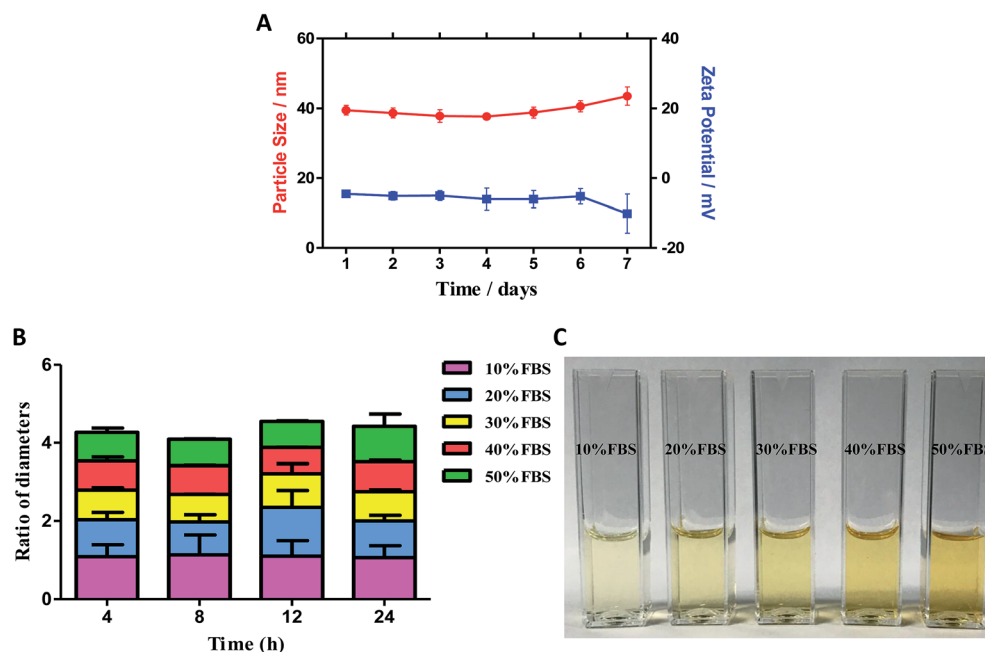 A
Particle Size / nm
60
40
20
0
40
20
0
-20
Zeta Potential / mV
1 2 3 4 5 6 7
Time / days
B
Ratio of diameters
6
4
2
0
4 8 12 24
Time (h)
10%FBS
20%FBS
30%FBS
40%FBS
50%FBS
C
10%FBS 20%FBS 30%FBS 40%FBS 50%FBS